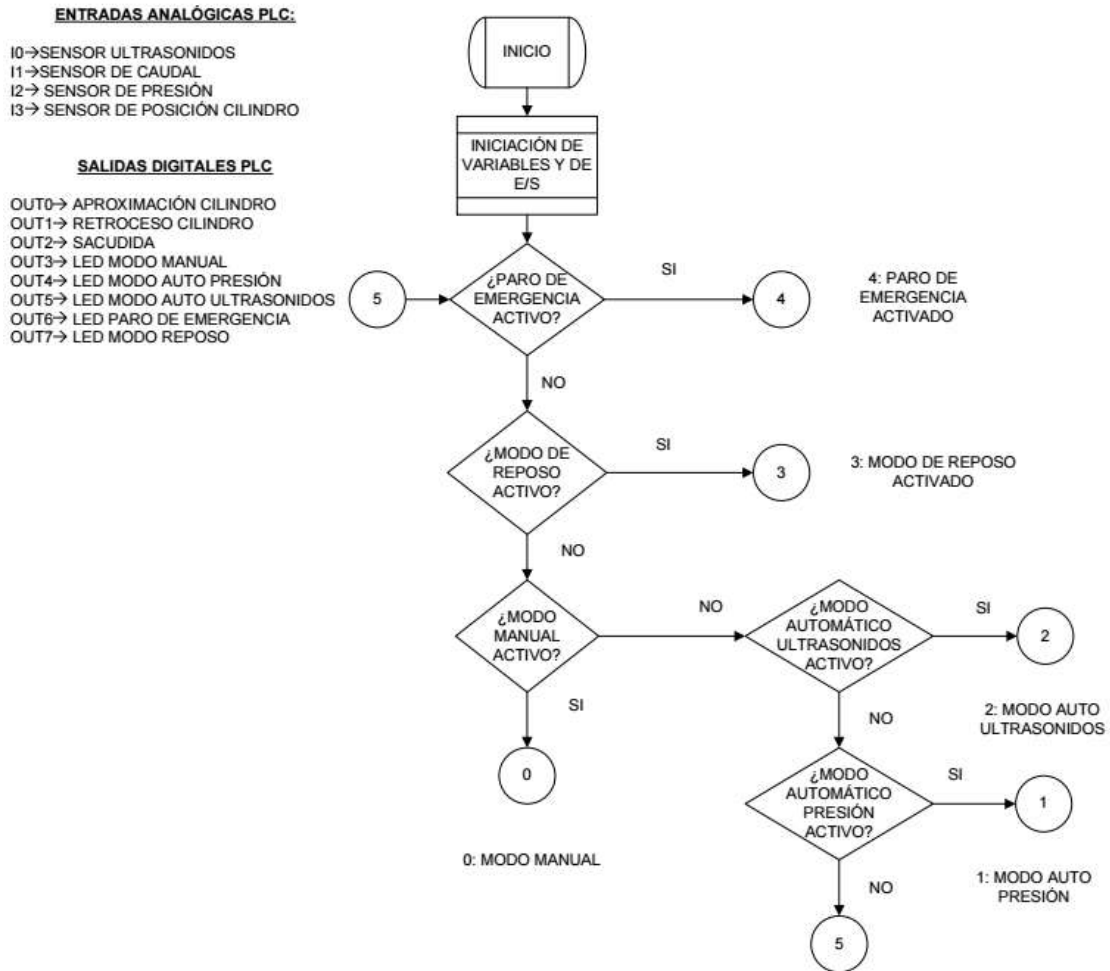 ENTRADAS ANALÓGICAS PLC:
I0→SENSOR ULTRASONIDOS
I1→SENSOR DE CAUDAL
I2→ SENSOR DE PRESIÓN
I3→ SENSOR DE POSICIÓN CILINDRO
SALIDAS DIGITALES PLC
OUT0→ APROXIMACIÓN CILINDRO
OUT1→ RETROCESO CILINDRO
OUT2→ SACUDIDA
OUT3→ LED MODO MANUAL
OUT4→ LED MODO AUTO PRESIÓN
OUT5→ LED MODO AUTO ULTRASONIDOS
OUT6→ LED PARO DE EMERGENCIA
OUT7→ LED MODO REPOSO
INICIO
INICIACIÓN DE
VARIABLES Y DE
E/S
5
¿PARO DE
EMERGENCIA
ACTIVO?
SI
4
4: PARO DE
EMERGENCIA
ACTIVADO
NO
¿MODO DE
REPOSO
ACTIVO?
SI
3
3: MODO DE REPOSO
ACTIVADO
NO
¿MODO
MANUAL
ACTIVO?
NO
¿MODO
AUTOMÁTICO
ULTRASONIDOS
ACTIVO?
SI
2
2: MODO AUTO
ULTRASONIDOS
SI
0
0: MODO MANUAL
NO
¿MODO
AUTOMÁTICO
PRESIÓN
ACTIVO?
SI
1
1: MODO AUTO
PRESIÓN
NO
5